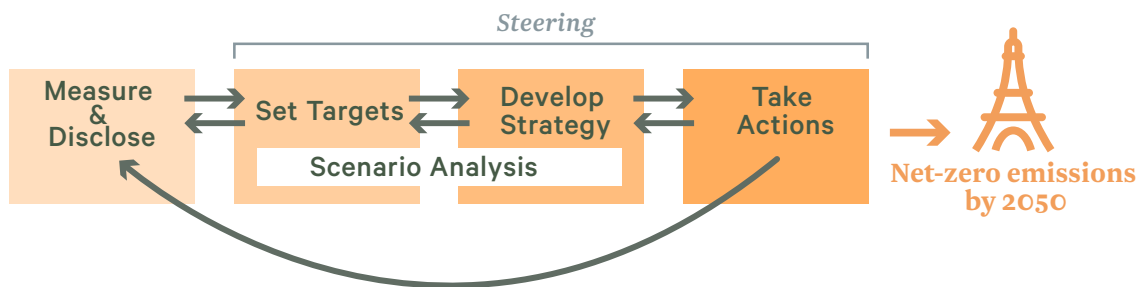 Steering
Measure
&
Disclose
Set Targets
Develop
Strategy
Take
Actions
Scenario Analysis
Net-zero emissions
by 2050